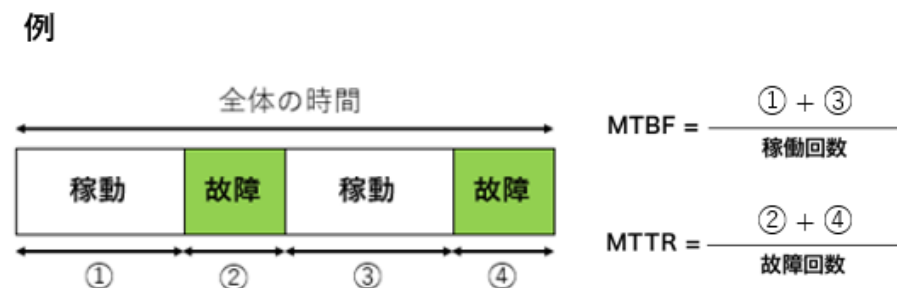 例
全体の時間
稼動 故障 稼動 故障
① ② ③ ④
MTBF = ① + ③ / 稼働回数
MTTR = ② + ④ / 故障回数